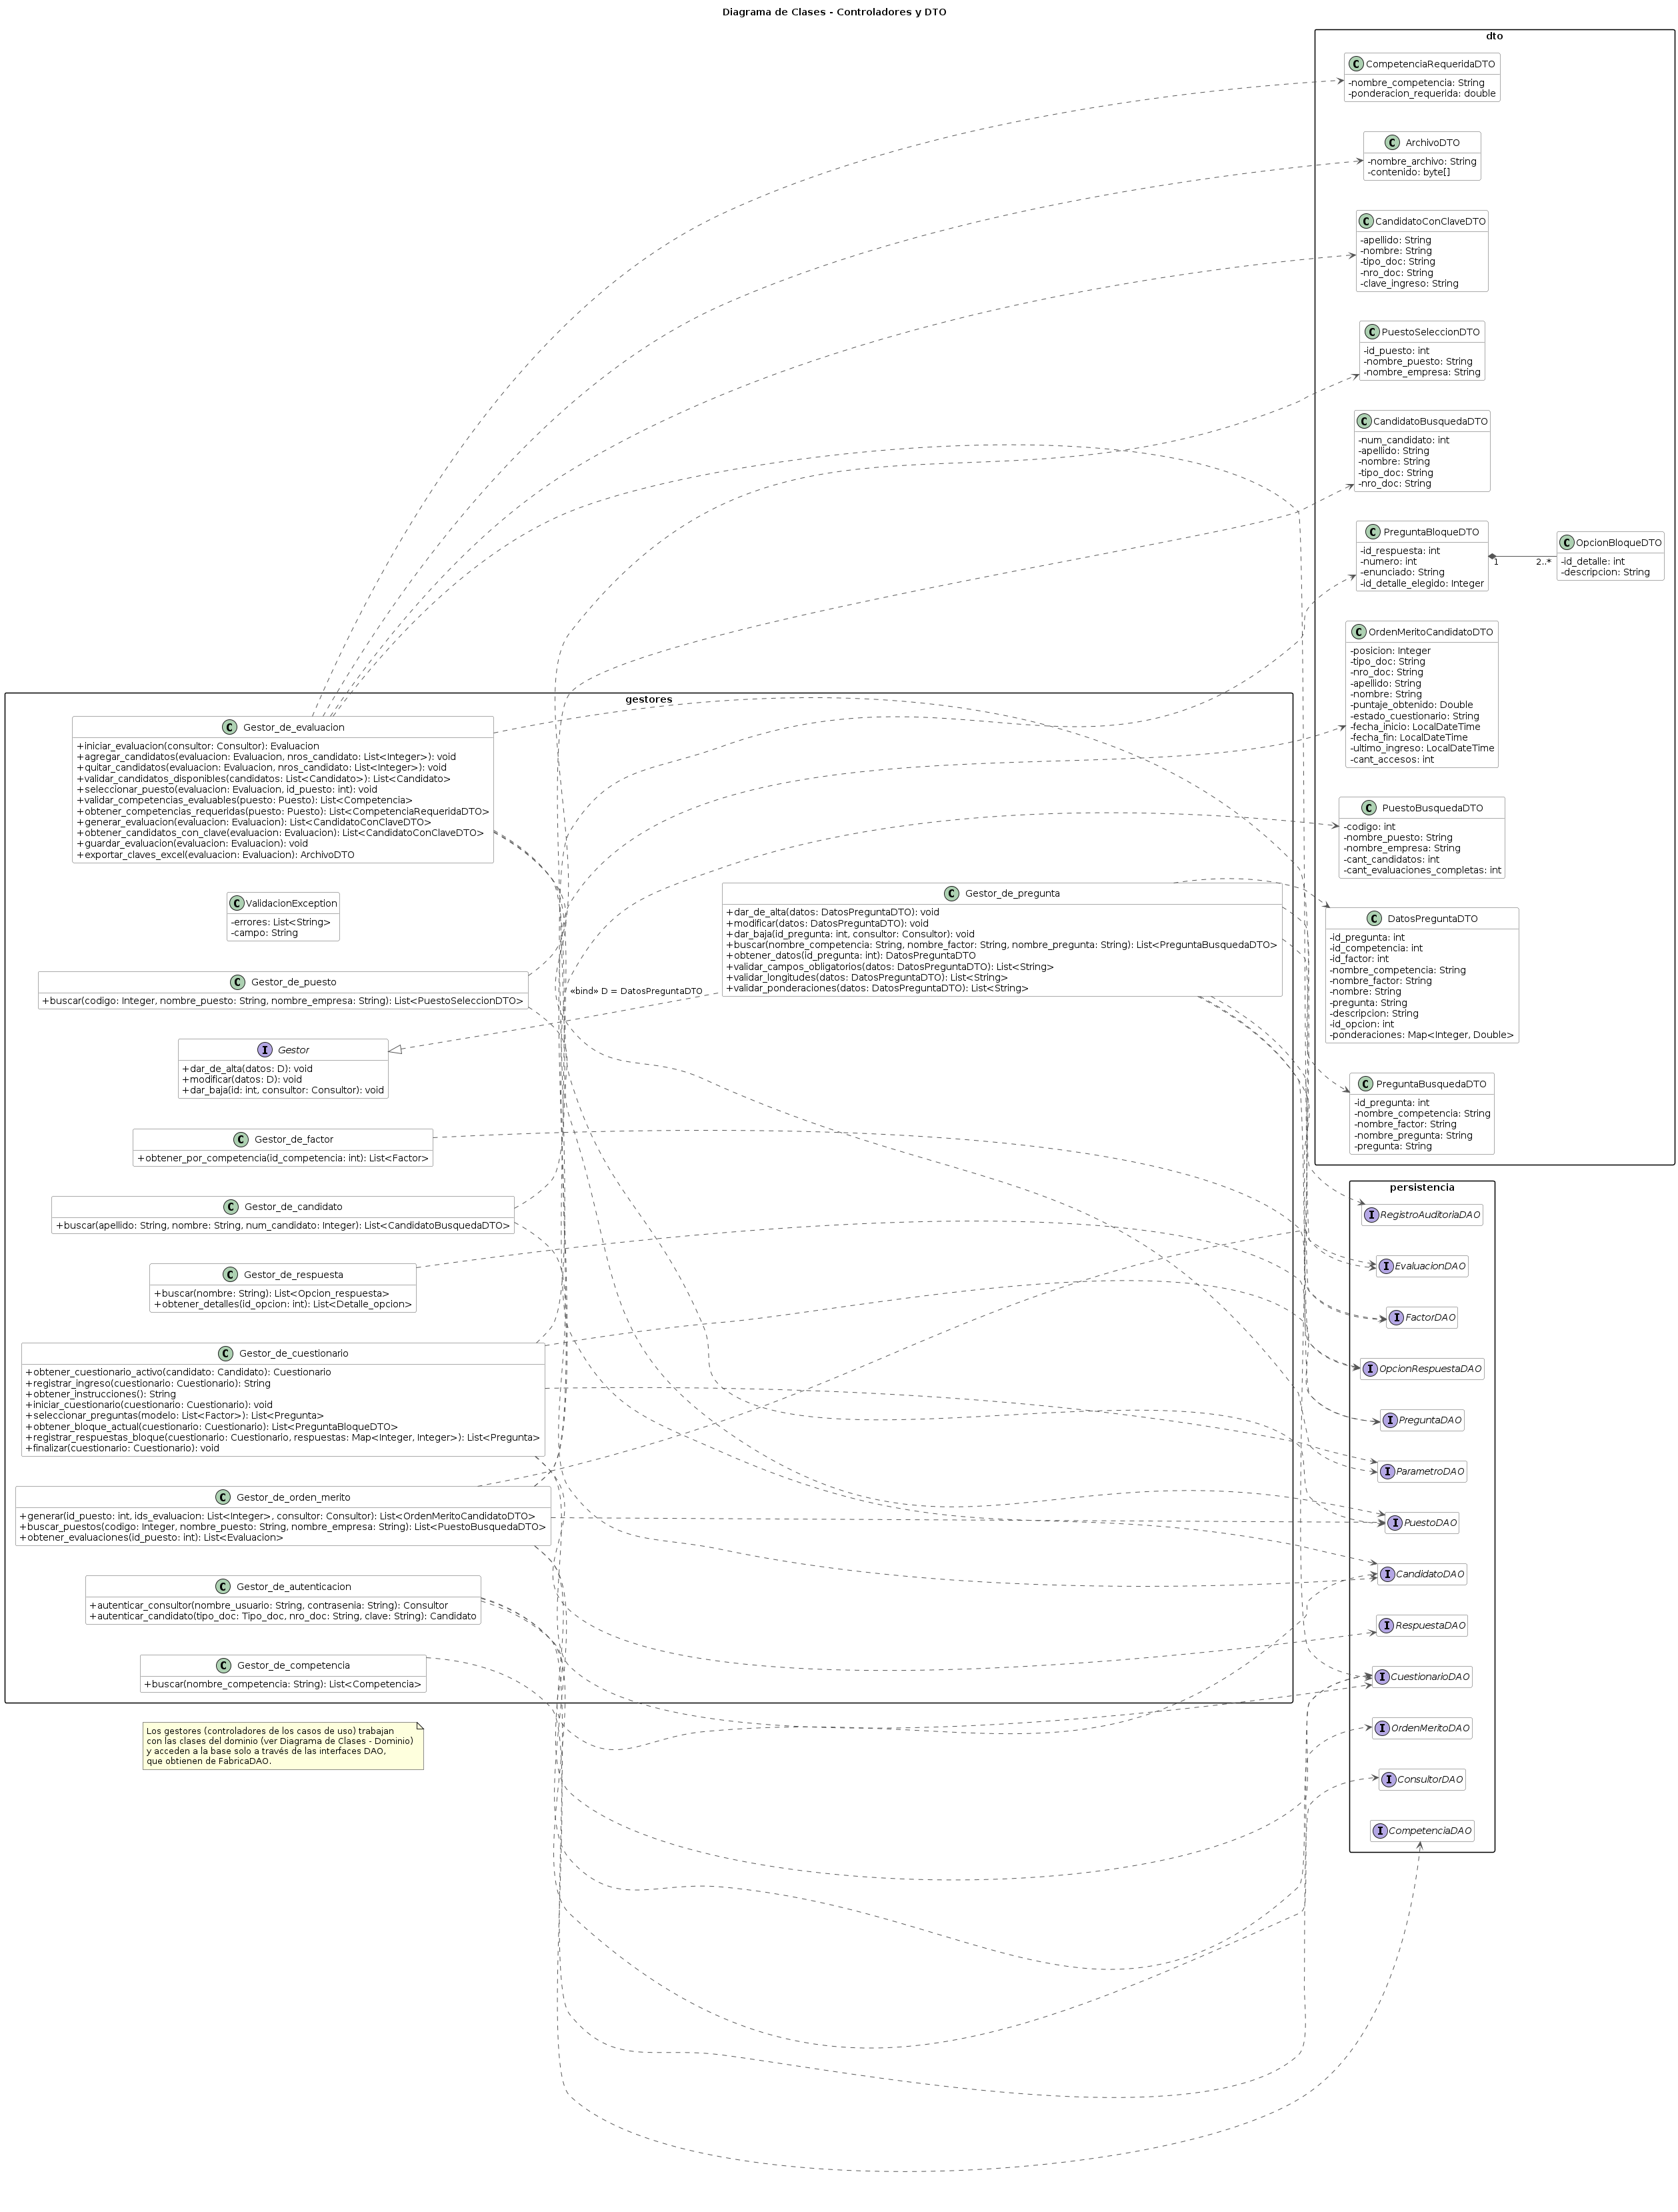 Diagrama de Clases - Controladores y DTO
dto
CompetenciaRequeridaDTO
-nombre_competencia: String
-ponderacion_requerida: double
ArchivoDTO
-nombre_archivo: String
-contenido: byte[]
CandidatoConClaveDTO
-apellido: String
-nombre: String
-tipo_doc: String
-nro_doc: String
-clave_ingreso: String
PuestoSeleccionDTO
-id_puesto: int
-nombre_puesto: String
-nombre_empresa: String
CandidatoBusquedaDTO
-num_candidato: int
-apellido: String
-nombre: String
-tipo_doc: String
-nro_doc: String
PreguntaBloqueDTO
-id_respuesta: int
-numero: int
-enunciado: String
-id_detalle_elegido: Integer
1
2..*
OpcionBloqueDTO
-id_detalle: int
-descripcion: String
OrdenMeritoCandidatoDTO
-posicion: Integer
-tipo_doc: String
-nro_doc: String
-apellido: String
-nombre: String
-puntaje_obtenido: Double
-estado_cuestionario: String
-fecha_inicio: LocalDateTime
-fecha_fin: LocalDateTime
-ultimo_ingreso: LocalDateTime
-cant_accesos: int
PuestoBusquedaDTO
-codigo: int
-nombre_puesto: String
-nombre_empresa: String
-cant_candidatos: int
-cant_evaluaciones_completas: int
DatosPreguntaDTO
-id_pregunta: int
-id_competencia: int
-id_factor: int
-nombre_competencia: String
-nombre_factor: String
-nombre: String
-pregunta: String
-descripcion: String
-id_opcion: int
-ponderaciones: Map<Integer, Double>
PreguntaBusquedaDTO
-id_pregunta: int
-nombre_competencia: String
-nombre_factor: String
-nombre_pregunta: String
-pregunta: String
gestores
Gestor_de_evaluacion
+iniciar_evaluacion(consultor: Consultor): Evaluacion
+agregar_candidatos(evaluacion: Evaluacion, nros_candidato: List<Integer>): void
+quitar_candidatos(evaluacion: Evaluacion, nros_candidato: List<Integer>): void
+validar_candidatos_disponibles(candidatos: List<Candidato>): List<Candidato>
+seleccionar_puesto(evaluacion: Evaluacion, id_puesto: int): void
+validar_competencias_evaluables(puesto: Puesto): List<Competencia>
+obtener_competencias_requeridas(puesto: Puesto): List<CompetenciaRequeridaDTO>
+generar_evaluacion(evaluacion: Evaluacion): List<CandidatoConClaveDTO>
+obtener_candidatos_con_clave(evaluacion: Evaluacion): List<CandidatoConClaveDTO>
+guardar_evaluacion(evaluacion: Evaluacion): void
+exportar_claves_excel(evaluacion: Evaluacion): ArchivoDTO
ValidacionException
-errores: List<String>
-campo: String
Gestor_de_puesto
+buscar(codigo: Integer, nombre_puesto: String, nombre_empresa: String): List<PuestoSeleccionDTO>
Gestor
+dar_de_alta(datos: D): void
+modificar(datos: D): void
+dar_baja(id: int, consultor: Consultor): void
«bind» D = DatosPreguntaDTO
Gestor_de_pregunta
+dar_de_alta(datos: DatosPreguntaDTO): void
+modificar(datos: DatosPreguntaDTO): void
+dar_baja(id_pregunta: int, consultor: Consultor): void
+buscar(nombre_competencia: String, nombre_factor: String, nombre_pregunta: String): List<PreguntaBusquedaDTO>
+obtener_datos(id_pregunta: int): DatosPreguntaDTO
+validar_campos_obligatorios(datos: DatosPreguntaDTO): List<String>
+validar_longitudes(datos: DatosPreguntaDTO): List<String>
+validar_ponderaciones(datos: DatosPreguntaDTO): List<String>
Gestor_de_factor
+obtener_por_competencia(id_competencia: int): List<Factor>
Gestor_de_candidato
+buscar(apellido: String, nombre: String, num_candidato: Integer): List<CandidatoBusquedaDTO>
Gestor_de_respuesta
+buscar(nombre: String): List<Opcion_respuesta>
+obtener_detalles(id_opcion: int): List<Detalle_opcion>
Gestor_de_cuestionario
+obtener_cuestionario_activo(candidato: Candidato): Cuestionario
+registrar_ingreso(cuestionario: Cuestionario): String
+obtener_instrucciones(): String
+iniciar_cuestionario(cuestionario: Cuestionario): void
+seleccionar_preguntas(modelo: List<Factor>): List<Pregunta>
+obtener_bloque_actual(cuestionario: Cuestionario): List<PreguntaBloqueDTO>
+registrar_respuestas_bloque(cuestionario: Cuestionario, respuestas: Map<Integer, Integer>): List<Pregunta>
+finalizar(cuestionario: Cuestionario): void
Gestor_de_orden_merito
+generar(id_puesto: int, ids_evaluacion: List<Integer>, consultor: Consultor): List<OrdenMeritoCandidatoDTO>
+buscar_puestos(codigo: Integer, nombre_puesto: String, nombre_empresa: String): List<PuestoBusquedaDTO>
+obtener_evaluaciones(id_puesto: int): List<Evaluacion>
Gestor_de_autenticacion
+autenticar_consultor(nombre_usuario: String, contrasenia: String): Consultor
+autenticar_candidato(tipo_doc: Tipo_doc, nro_doc: String, clave: String): Candidato
Gestor_de_competencia
+buscar(nombre_competencia: String): List<Competencia>
Los gestores (controladores de los casos de uso) trabajan
con las clases del dominio (ver Diagrama de Clases - Dominio)
y acceden a la base solo a través de las interfaces DAO,
que obtienen de FabricaDAO.
persistencia
RegistroAuditoriaDAO
EvaluacionDAO
FactorDAO
OpcionRespuestaDAO
PreguntaDAO
ParametroDAO
PuestoDAO
CandidatoDAO
RespuestaDAO
CuestionarioDAO
OrdenMeritoDAO
ConsultorDAO
CompetenciaDAO